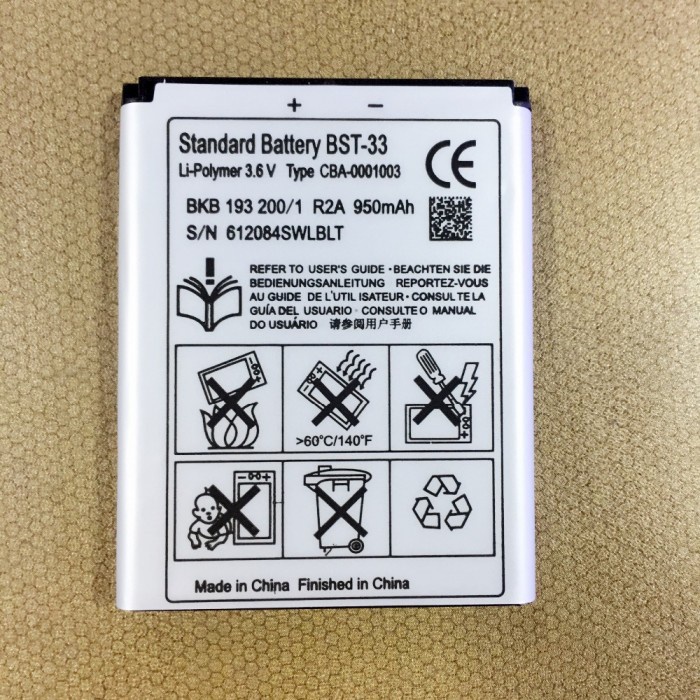 + −
Standard Battery BST-33
Li-Polymer 3.6 V Type CBA-0001003
CE
BKB 193 200/1 R2A 950mAh
S/N 612084SWLBLT
REFER TO USER'S GUIDE · BEACHTEN SIE DIE
BEDIENUNGSANLEITUNG REPORTEZ-VOUS
AU GUIDE DE L'UTILISATEUR · CONSULTE LA
GUÍA DEL USUARIO CONSULTE O MANUAL
DO USUÁRIO 请参阅用户手册
>60°C/140°F
Made in China Finished in China